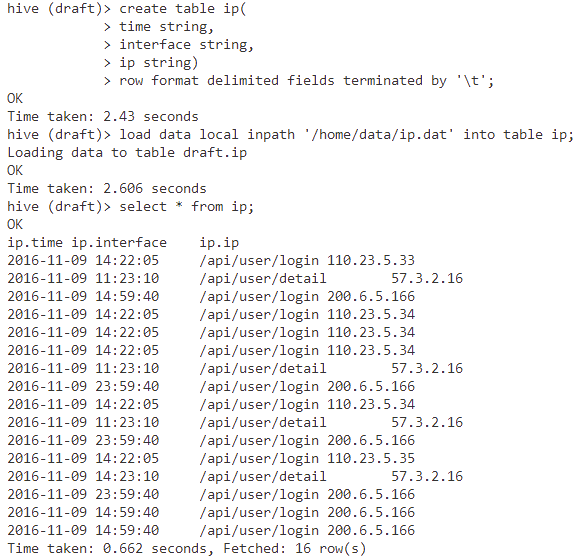 hive (draft)> create table ip(
> time string,
> interface string,
> ip string)
> row format delimited fields terminated by '\t';
OK
Time taken: 2.43 seconds
hive (draft)> load data local inpath '/home/data/ip.dat' into table ip;
Loading data to table draft.ip
OK
Time taken: 2.606 seconds
hive (draft)> select * from ip;
OK
ip.time ip.interface ip.ip
2016-11-09 14:22:05 /api/user/login 110.23.5.33
2016-11-09 11:23:10 /api/user/detail 57.3.2.16
2016-11-09 14:59:40 /api/user/login 200.6.5.166
2016-11-09 14:22:05 /api/user/login 110.23.5.34
2016-11-09 14:22:05 /api/user/login 110.23.5.34
2016-11-09 14:22:05 /api/user/login 110.23.5.34
2016-11-09 11:23:10 /api/user/detail 57.3.2.16
2016-11-09 23:59:40 /api/user/login 200.6.5.166
2016-11-09 14:22:05 /api/user/login 110.23.5.34
2016-11-09 11:23:10 /api/user/detail 57.3.2.16
2016-11-09 23:59:40 /api/user/login 200.6.5.166
2016-11-09 14:22:05 /api/user/login 110.23.5.35
2016-11-09 14:23:10 /api/user/detail 57.3.2.16
2016-11-09 23:59:40 /api/user/login 200.6.5.166
2016-11-09 14:59:40 /api/user/login 200.6.5.166
2016-11-09 14:59:40 /api/user/login 200.6.5.166
Time taken: 0.662 seconds, Fetched: 16 row(s)